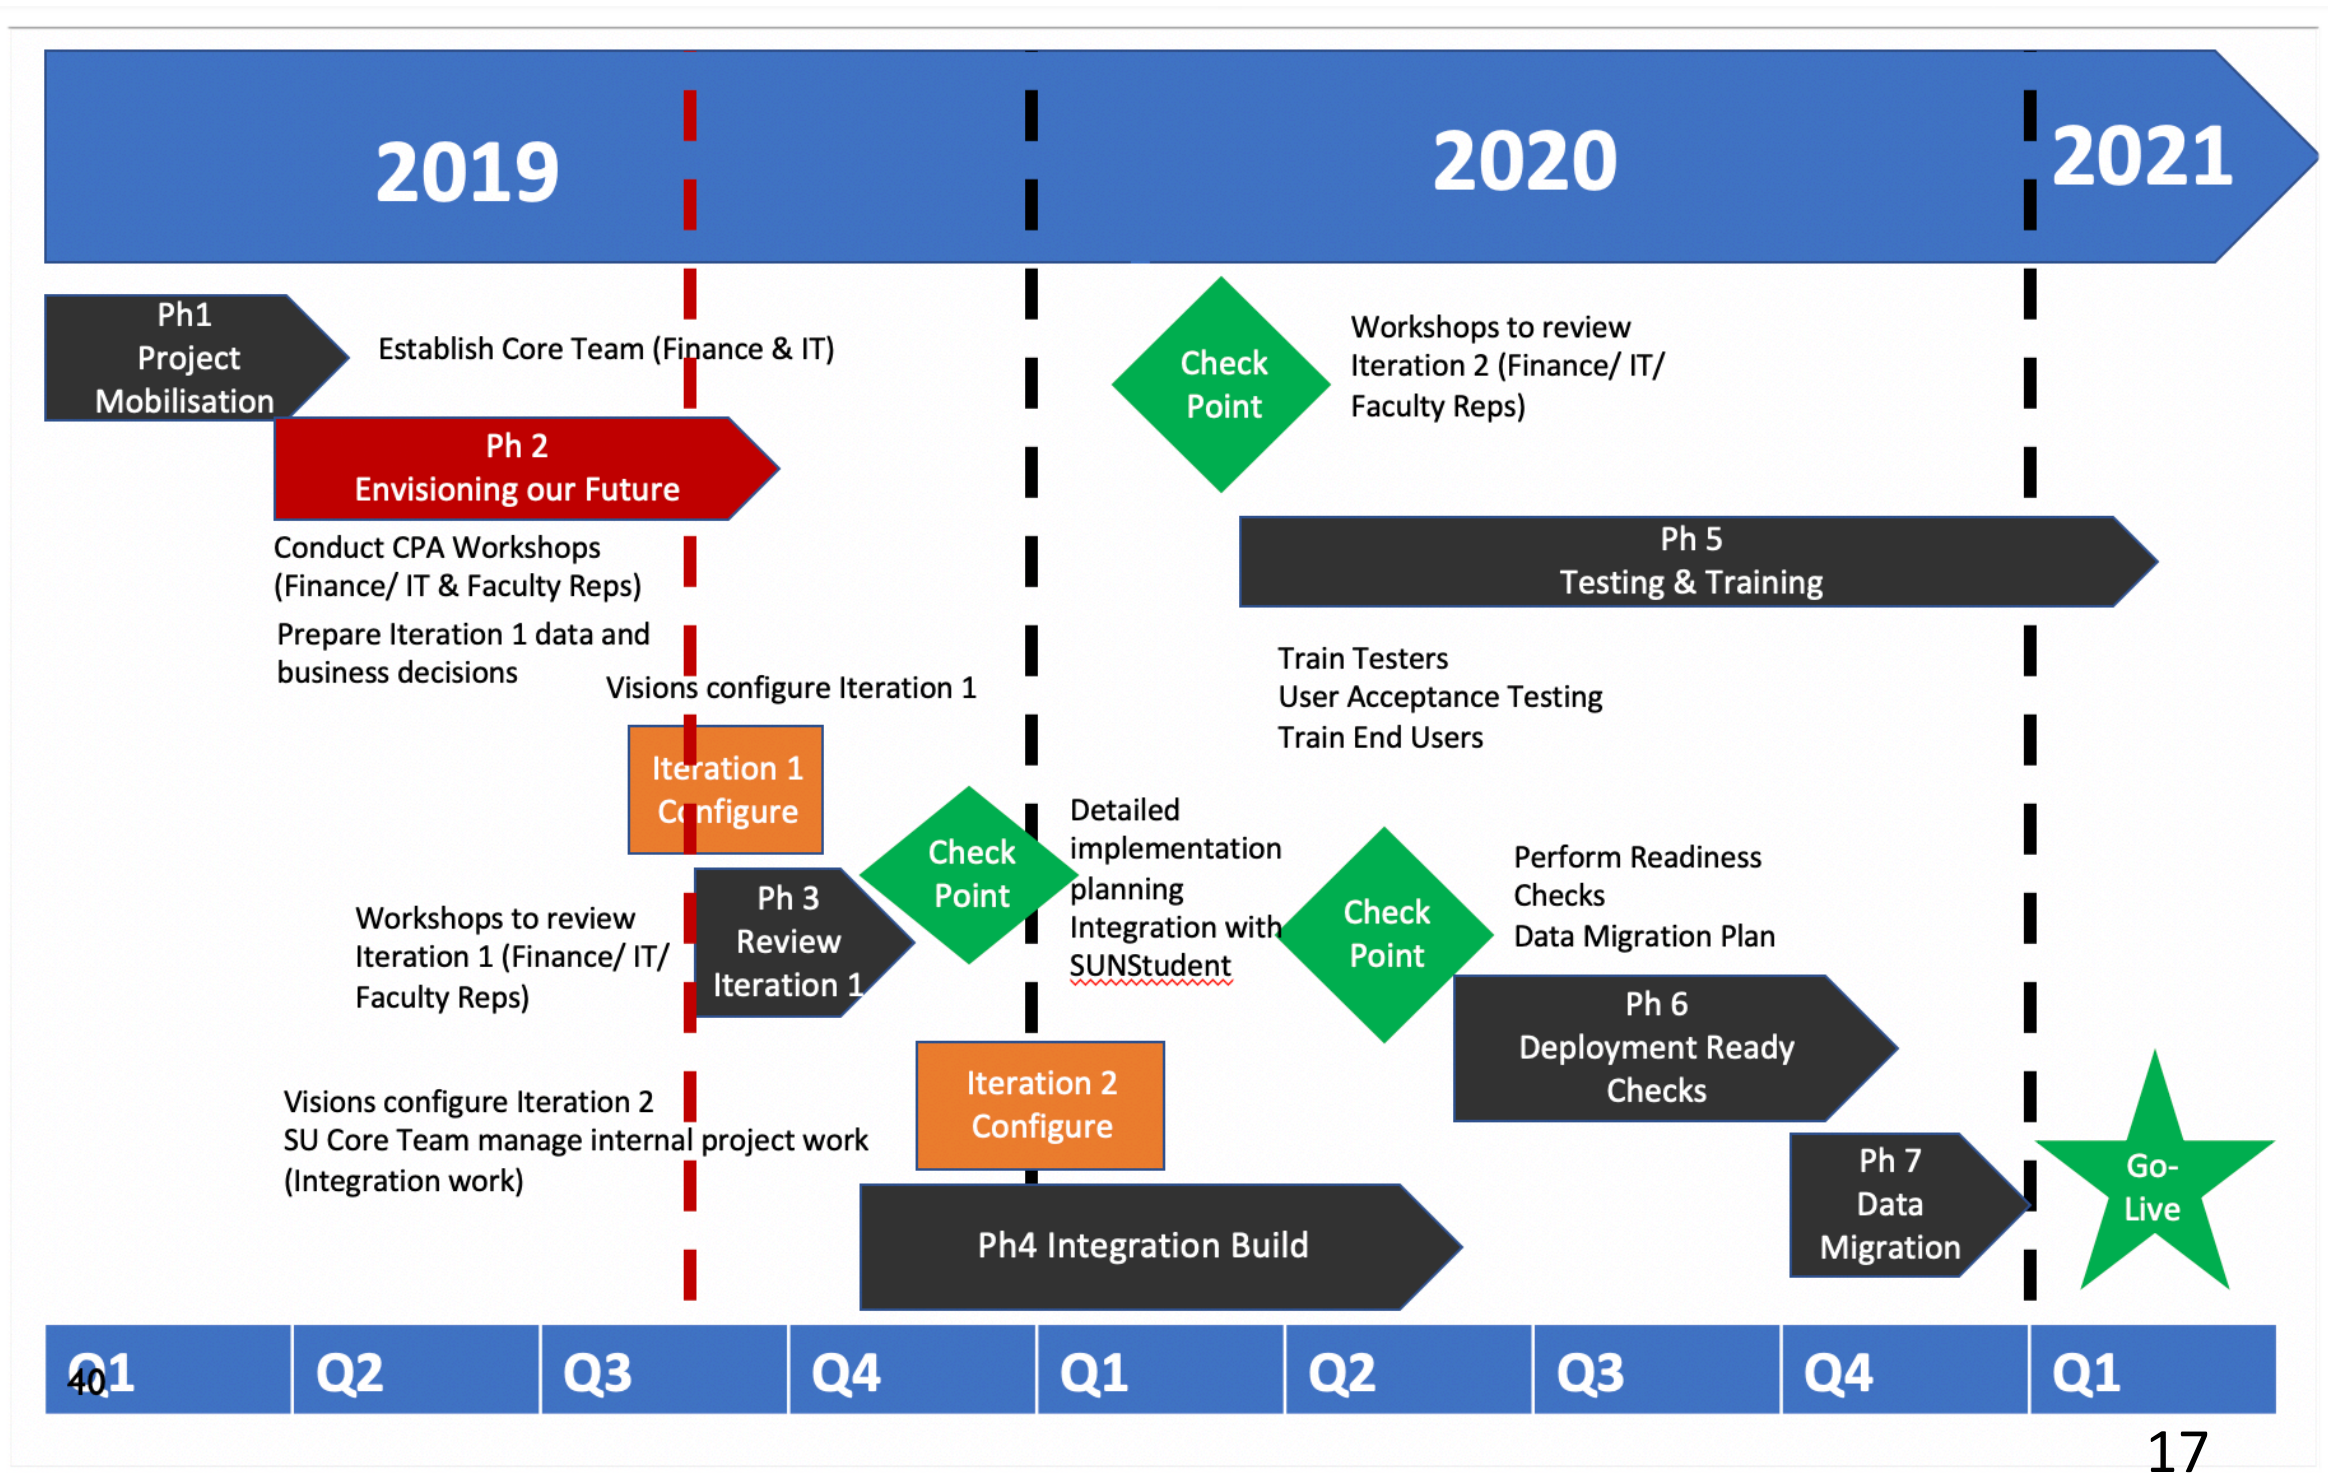 2019
2020
2021
Ph1
Project
Mobilisation
Establish Core Team (Finance & IT)
Check
Point
Workshops to review
Iteration 2 (Finance/ IT/
Faculty Reps)
Ph 2
Envisioning our Future
Conduct CPA Workshops
(Finance/ IT & Faculty Reps)
Prepare Iteration 1 data and
business decisions
Ph 5
Testing & Training
Train Testers
User Acceptance Testing
Train End Users
Visions configure Iteration 1
Iteration 1
Configure
Check
Point
Detailed
implementation
planning
Integration with
SUNStudent
Check
Point
Perform Readiness
Checks
Data Migration Plan
Workshops to review
Iteration 1 (Finance/ IT/
Faculty Reps)
Ph 3
Review
Iteration 1
Ph 6
Deployment Ready
Checks
Visions configure Iteration 2
SU Core Team manage internal project work
(Integration work)
Iteration 2
Configure
Ph 7
Data
Migration
Go-
Live
Ph4 Integration Build
Q1
40
Q2
Q3
Q4
Q1
Q2
Q3
Q4
Q1
17